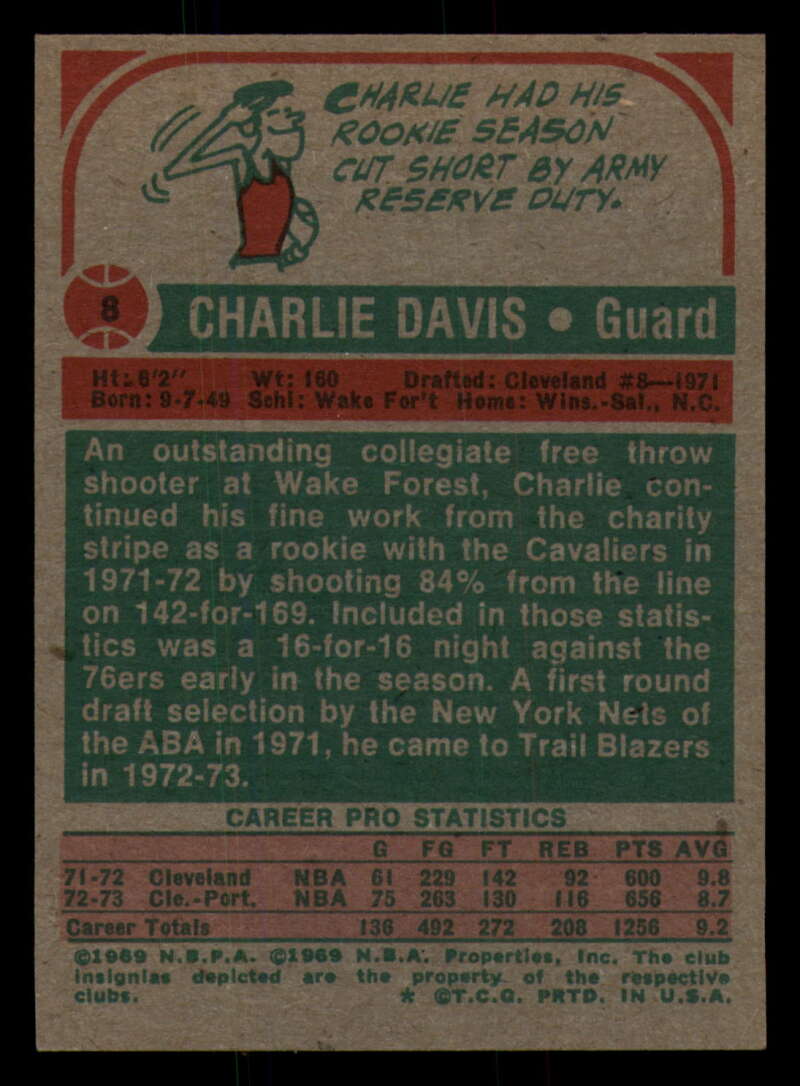 CHARLIE HAD HIS
ROOKIE SEASON
CUT SHORT BY ARMY
RESERVE DUTY.
8
CHARLIE DAVIS • Guard
Ht: 6'2" Wt: 160 Drafted: Cleveland #8—1971
Born: 9-7-49 Schl: Wake For't Home: Wins.-Sal., N.C.
An outstanding collegiate free throw
shooter at Wake Forest, Charlie con-
tinued his fine work from the charity
stripe as a rookie with the Cavaliers in
1971-72 by shooting 84% from the line
on 142-for-169. Included in those statis-
tics was a 16-for-16 night against the
76ers early in the season. A first round
draft selection by the New York Nets of
the ABA in 1971, he came to Trail Blazers
in 1972-73.
CAREER PRO STATISTICS
G FG FT REB PTS AVG
71-72 Cleveland NBA 61 229 142 92 600 9.8
72-73 Cle.-Port. NBA 75 263 130 116 656 8.7
Career Totals 136 492 272 208 1256 9.2
©1969 N.B.P.A. ©1969 N.B.A. Properties, Inc. The club
insignias depicted are the property of the respective
clubs. * ©T.C.G. PRTD. IN U.S.A.